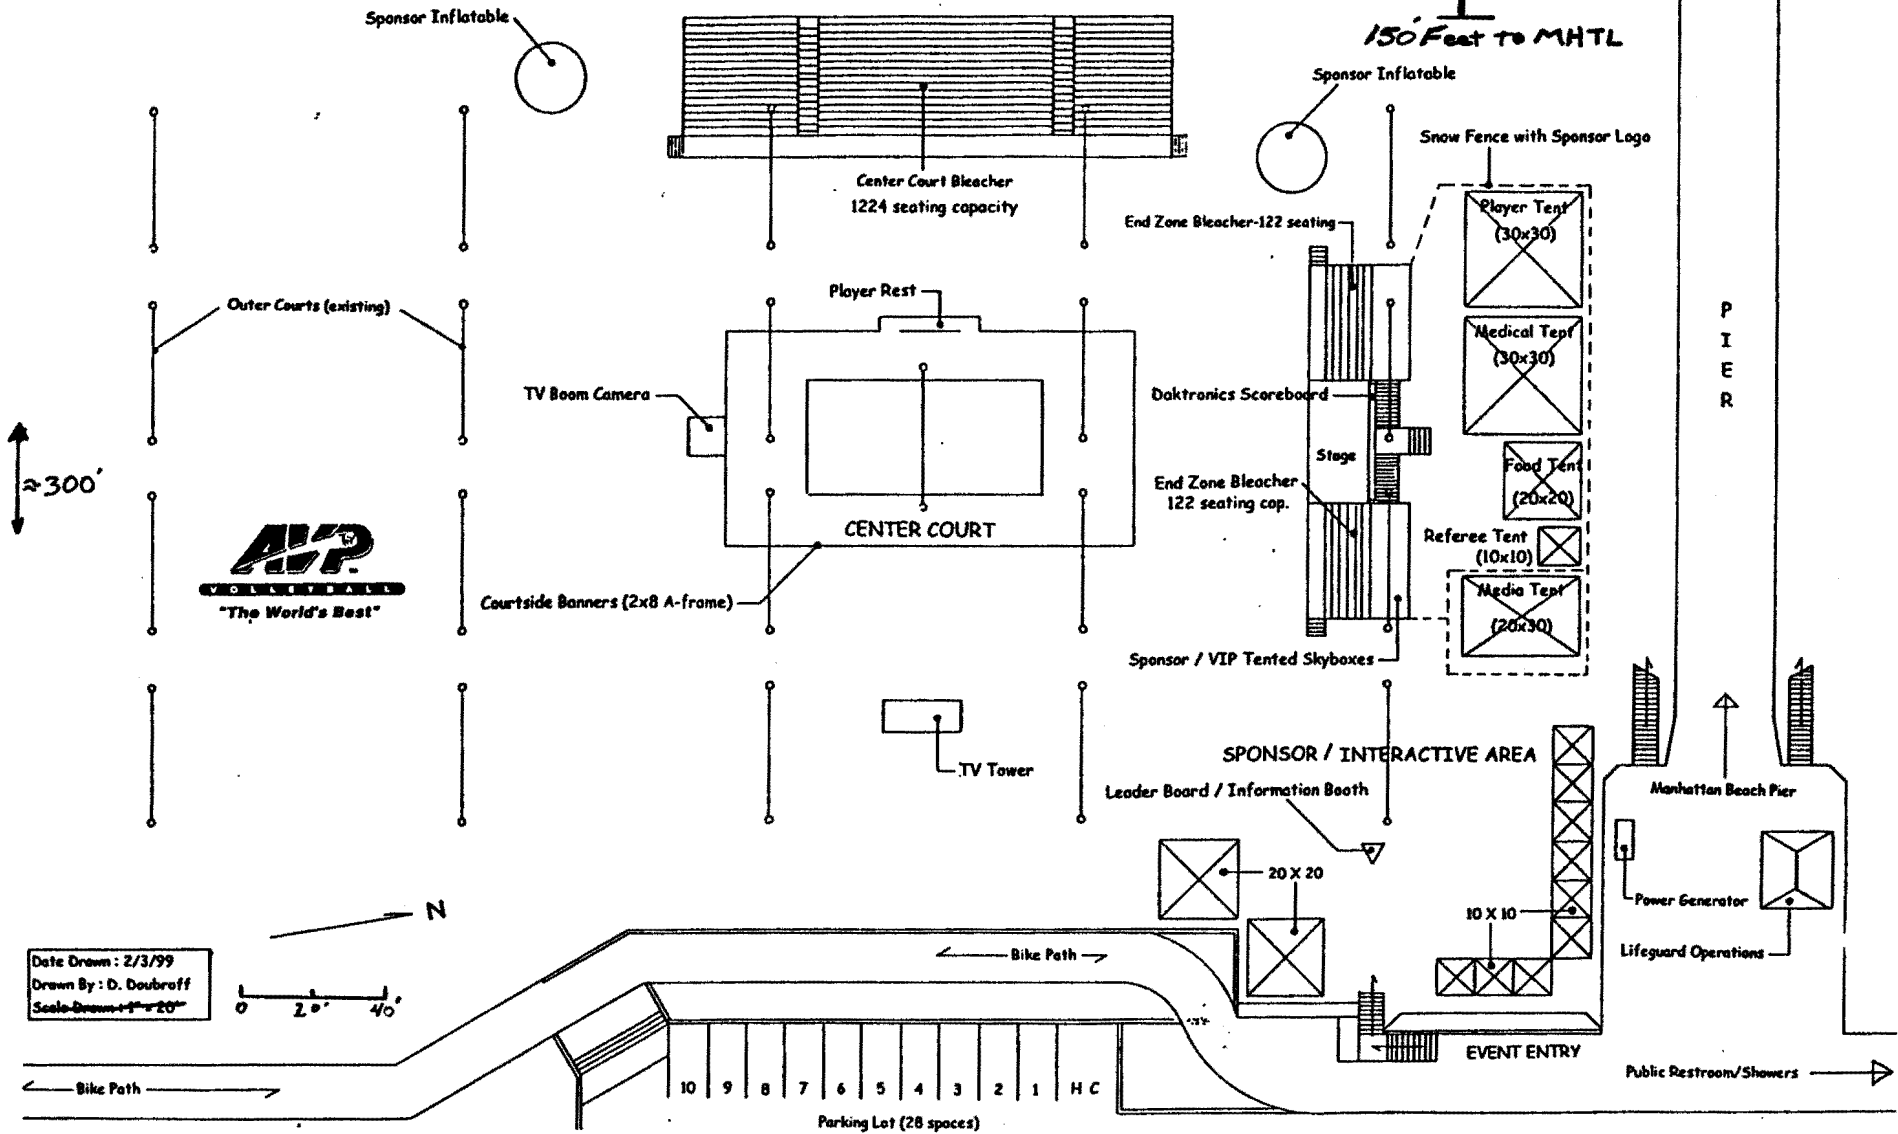 Sponsor Inflatable
150' Feet to MHTL
Sponsor Inflatable
Snow Fence with Sponsor Logo
Center Court Bleacher
1224 seating capacity
Player Tent
(30x30)
End Zone Bleacher-122 seating
Player Rest
Outer Courts (existing)
PIER
Medical Tent
(30x30)
TV Boom Camera
Daktronics Scoreboard
Stage
Food Tent
(20x20)
≈300'
End Zone Bleacher
122 seating cap.
CENTER COURT
Referee Tent
(10x10)
AVP
VOLLEYBALL
"The World's Best"
Courtside Banners (2x8 A-frame)
Media Tent
(20x30)
Sponsor / VIP Tented Skyboxes
TV Tower
SPONSOR / INTERACTIVE AREA
Leader Board / Information Booth
Manhattan Beach Pier
20 X 20
10 X 10
Power Generator
N
Lifeguard Operations
Bike Path
Date Drawn : 2/3/99
Drawn By : D. Doubroff
Scale Drawn : 1" = 20'
0 20' 40'
EVENT ENTRY
Public Restroom/Showers
Bike Path
10 9 8 7 6 5 4 3 2 1 H C
Parking Lot (28 spaces)